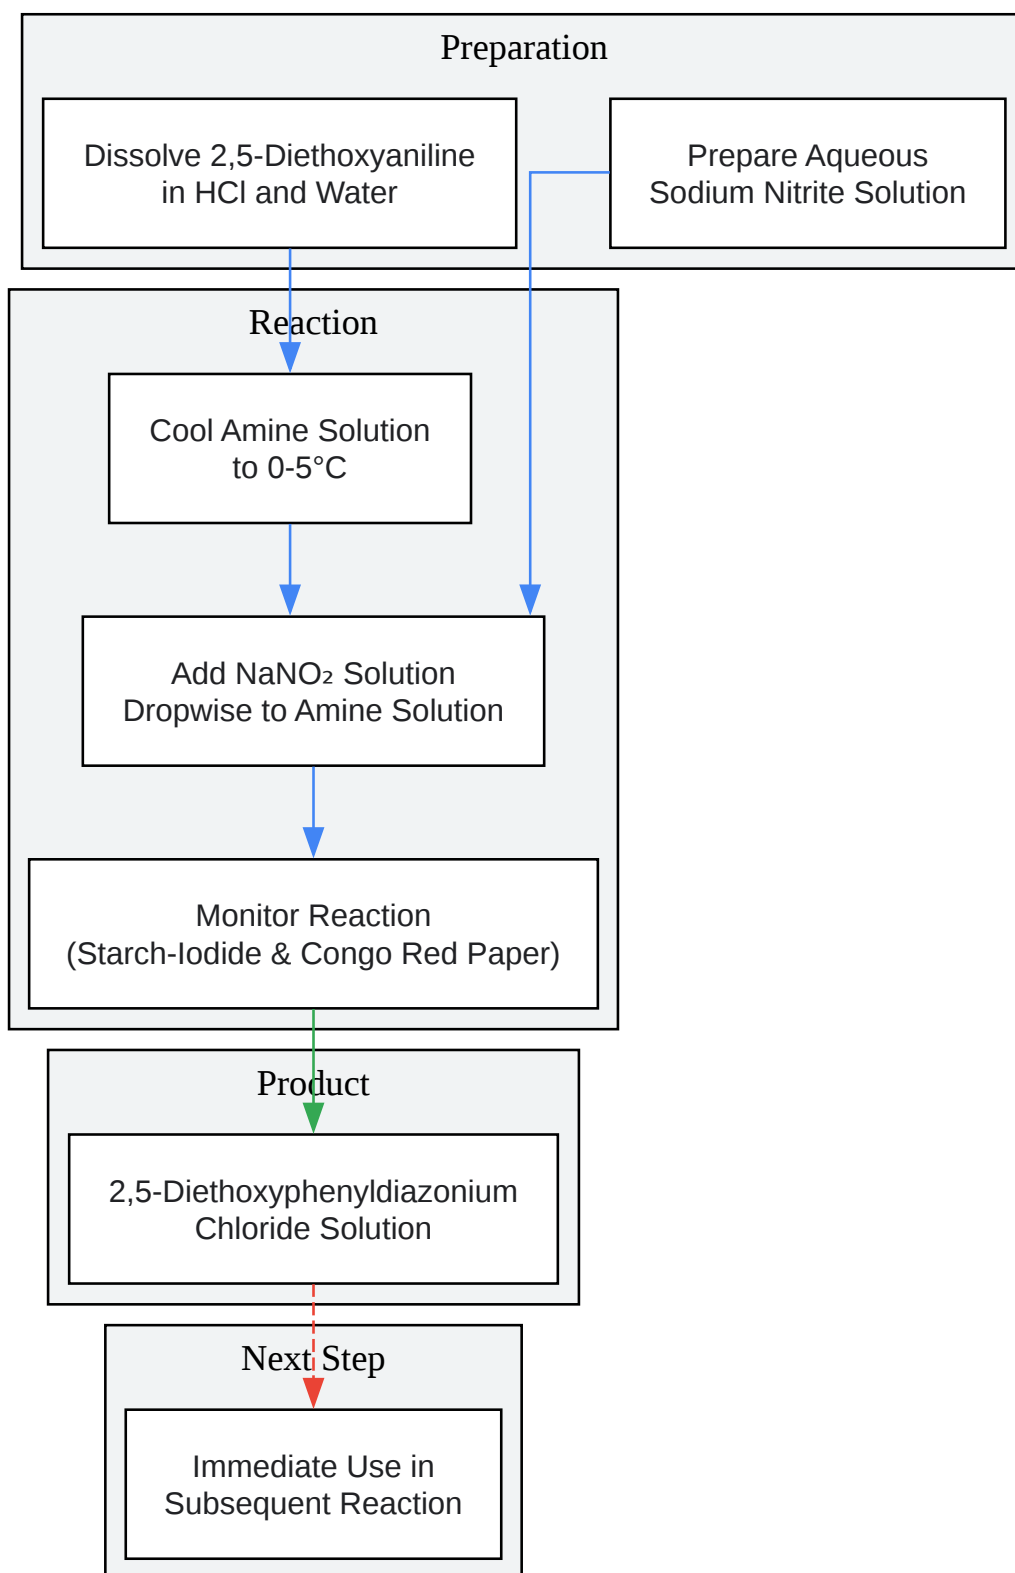 Preparation
Dissolve 2,5-Diethoxyaniline
in HCl and Water
Prepare Aqueous
Sodium Nitrite Solution
Reaction
Cool Amine Solution
to 0-5°C
Add NaNO₂ Solution
Dropwise to Amine Solution
Monitor Reaction
(Starch-Iodide & Congo Red Paper)
Product
2,5-Diethoxyphenyldiazonium
Chloride Solution
Next Step
Immediate Use in
Subsequent Reaction